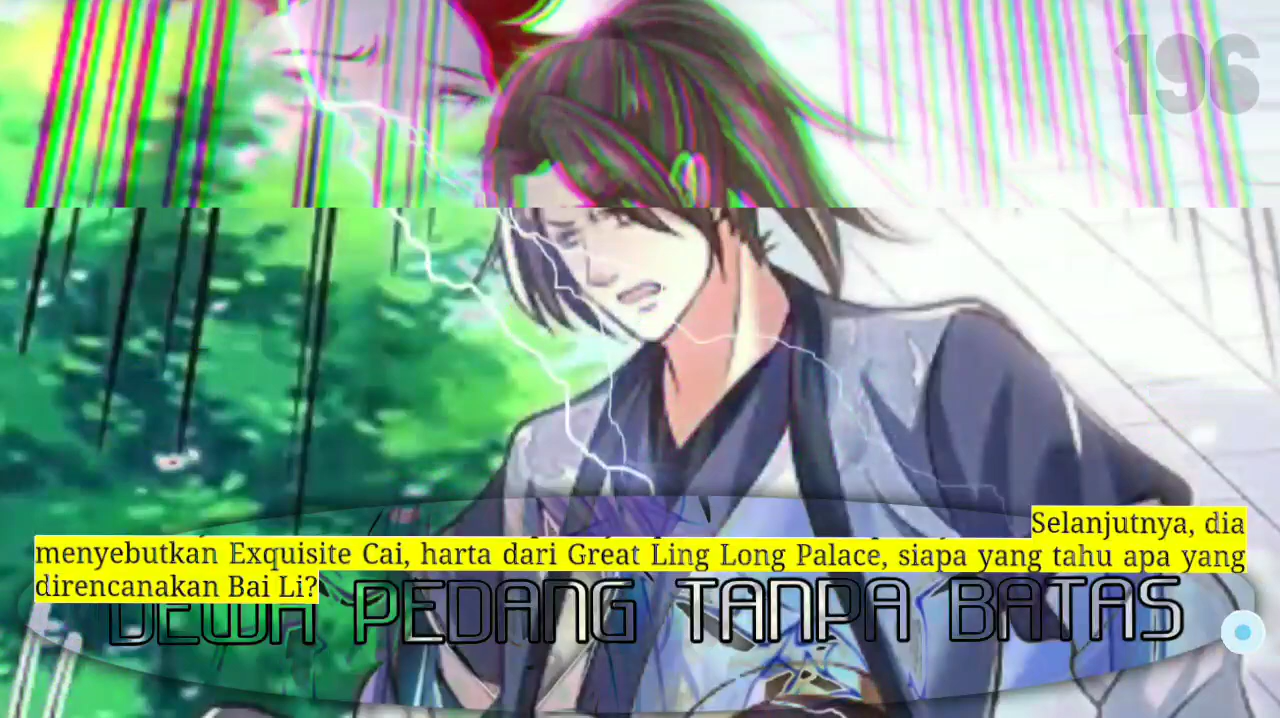 196
Selanjutnya, dia
menyebutkan Exquisite Cai, harta dari Great Ling Long Palace, siapa yang tahu apa yang
direncanakan Bai Li?
DEWA PEDANG TANPA BATAS